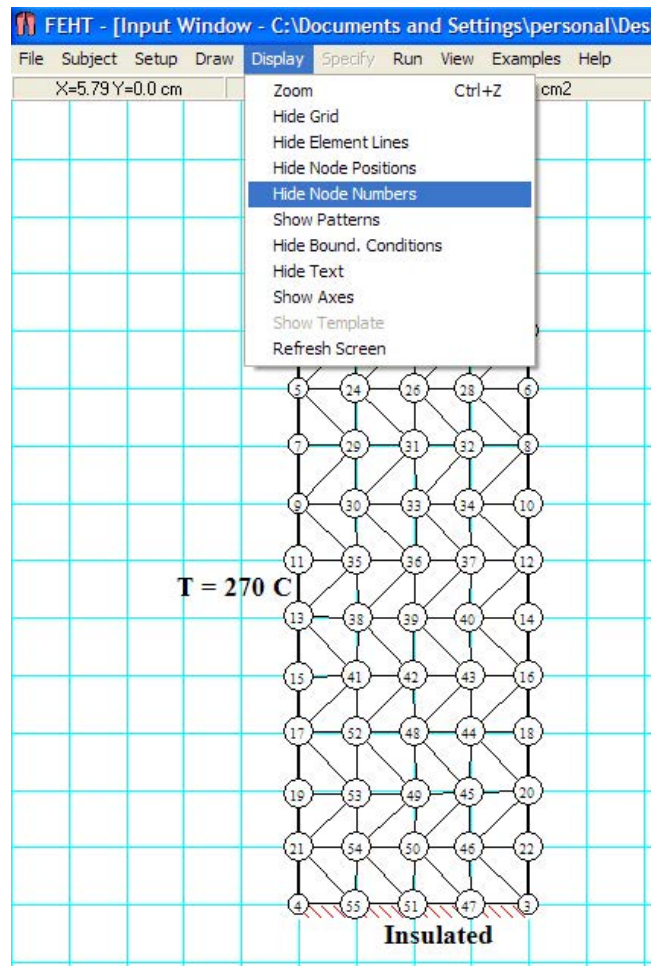 FEHT - [Input Window - C:\Documents and Settings\personal\Des
File Subject Setup Draw Display Specify Run View Examples Help
X=5.79 Y=0.0 cm cm2
Zoom Ctrl+Z
Hide Grid
Hide Element Lines
Hide Node Positions
Hide Node Numbers
Show Patterns
Hide Bound. Conditions
Hide Text
Show Axes
Show Template
Refresh Screen
5 24 26 28 6
7 29 31 32 8
9 30 33 34 10
11 35 36 37 12
T = 270 C
13 38 39 40 14
15 41 42 43 16
17 52 48 44 18
19 53 49 45 20
21 54 50 46 22
4 55 51 47 3
Insulated